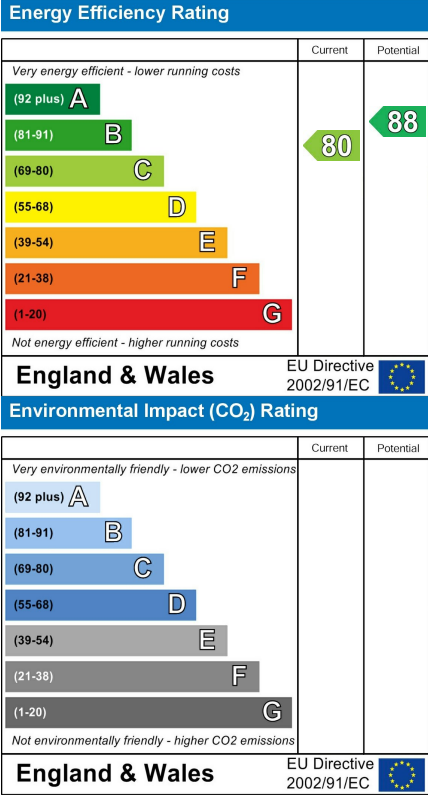 Energy Efficiency Rating
Current Potential
Very energy efficient - lower running costs
(92 plus) A
(81-91) B
(69-80) C
(55-68) D
(39-54) E
(21-38) F
(1-20) G
80
88
Not energy efficient - higher running costs
England & Wales
EU Directive
2002/91/EC
Environmental Impact (CO₂) Rating
Current Potential
Very environmentally friendly - lower CO2 emissions
(92 plus) A
(81-91) B
(69-80) C
(55-68) D
(39-54) E
(21-38) F
(1-20) G
Not environmentally friendly - higher CO2 emissions
England & Wales
EU Directive
2002/91/EC